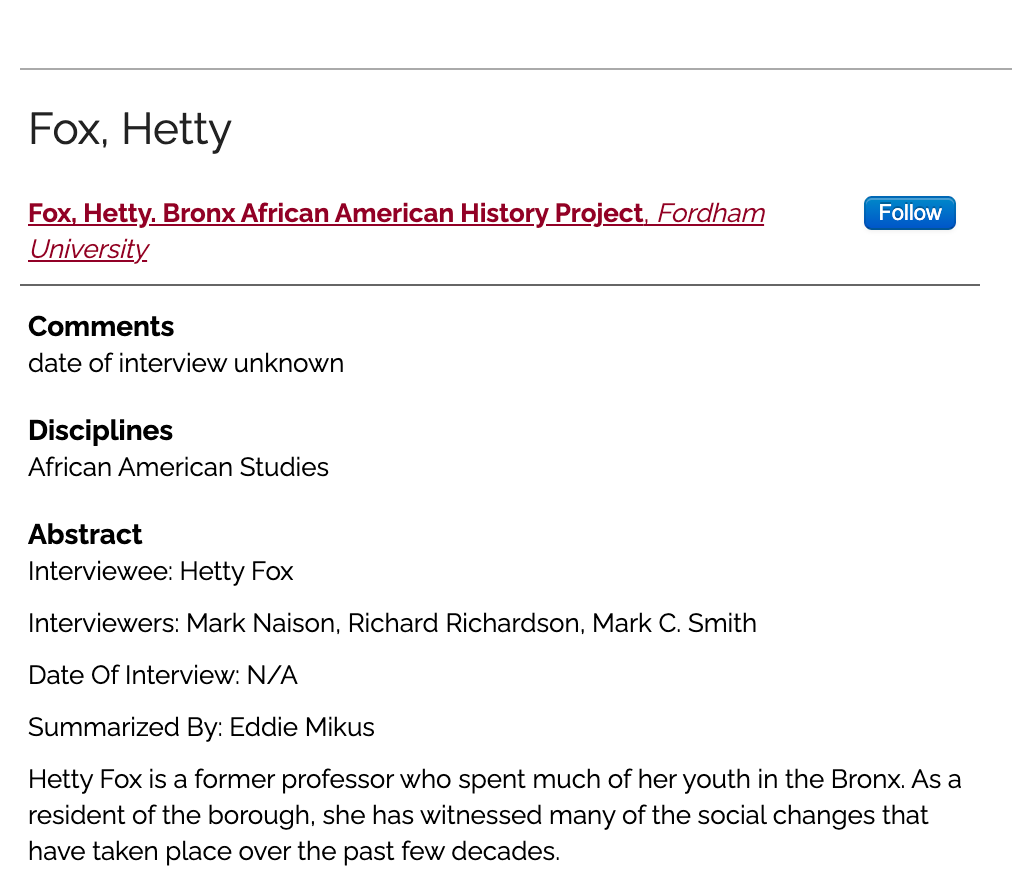 Fox, Hetty
Fox, Hetty. Bronx African American History Project, Fordham
University
Follow
Comments
date of interview unknown
Disciplines
African American Studies
Abstract
Interviewee: Hetty Fox
Interviewers: Mark Naison, Richard Richardson, Mark C. Smith
Date Of Interview: N/A
Summarized By: Eddie Mikus
Hetty Fox is a former professor who spent much of her youth in the Bronx. As a
resident of the borough, she has witnessed many of the social changes that
have taken place over the past few decades.